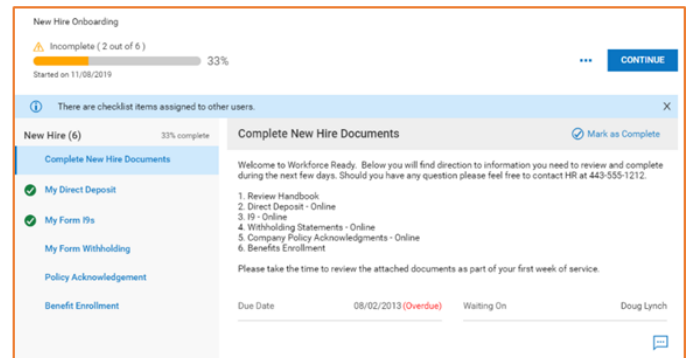 New Hire Onboarding
Incomplete ( 2 out of 6 )
33%
Started on 11/08/2019
CONTINUE
There are checklist items assigned to other users.
X
New Hire (6)
33% complete
Complete New Hire Documents
My Direct Deposit
My Form I9s
My Form Withholding
Policy Acknowledgement
Benefit Enrollment
Complete New Hire Documents
Mark as Complete
Welcome to Workforce Ready. Below you will find direction to information you need to review and complete
during the next few days. Should you have any question please feel free to contact HR at 443-555-1212.
1. Review Handbook
2. Direct Deposit - Online
3. I9 - Online
4. Withholding Statements - Online
5. Company Policy Acknowledgments - Online
6. Benefits Enrollment
Please take the time to review the attached documents as part of your first week of service.
Due Date
08/02/2013 (Overdue)
Waiting On
Doug Lynch